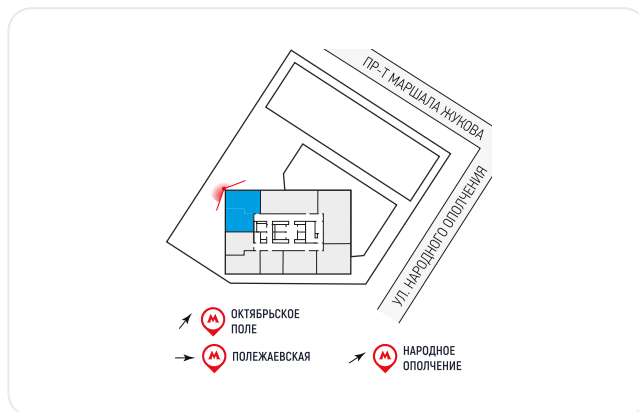 ПР-Т МАРШАЛА ЖУКОВА
УЛ. НАРОДНОГО ОПОЛЧЕНИЯ
М ОКТЯБРЬСКОЕ
ПОЛЕ
М ПОЛЕЖАЕВСКАЯ
М НАРОДНОЕ
ОПОЛЧЕНИЕ